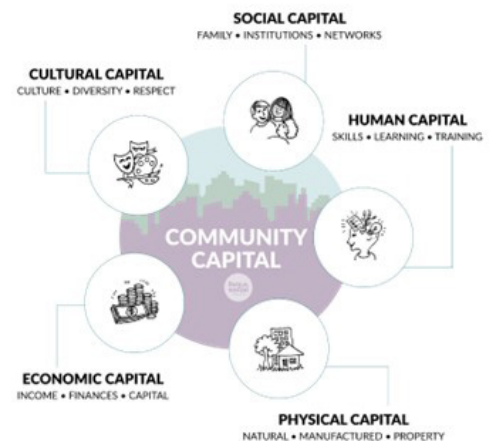 SOCIAL CAPITAL
FAMILY • INSTITUTIONS • NETWORKS
CULTURAL CAPITAL
CULTURE • DIVERSITY • RESPECT
HUMAN CAPITAL
SKILLS • LEARNING • TRAINING
COMMUNITY
CAPITAL
ECONOMIC CAPITAL
INCOME • FINANCES • CAPITAL
PHYSICAL CAPITAL
NATURAL • MANUFACTURED • PROPERTY